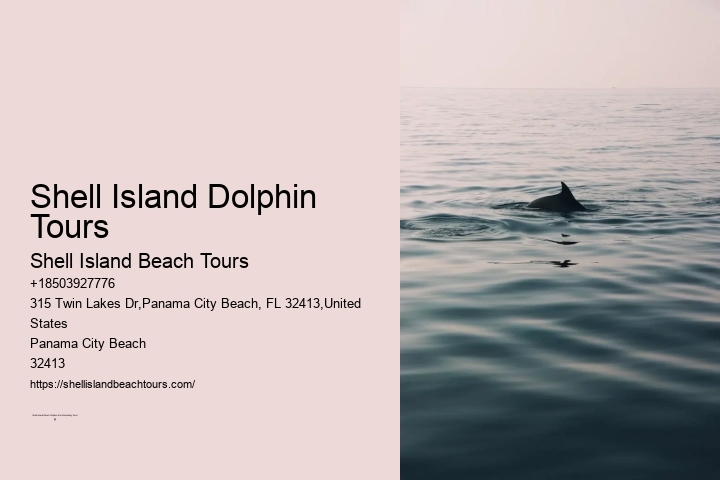 Shell Island Dolphin
Tours
Shell Island Beach Tours
+18503927776
315 Twin Lakes Dr,Panama City Beach, FL 32413,United
States
Panama City Beach
32413
https://shellislandbeachtours.com/